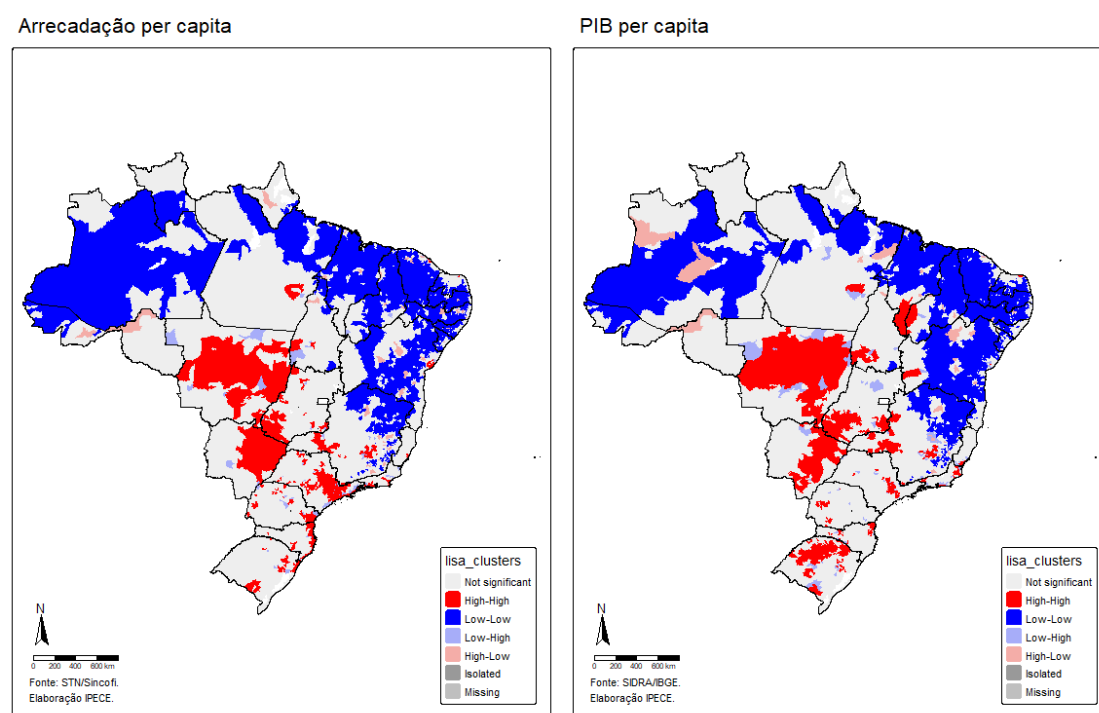 Arrecadação per capita
lisa_clusters
Not significant
High-High
Low-Low
Low-High
High-Low
Isolated
Missing
N
0 200 400 600 km
Fonte: STN/Sincofi.
Elaboração IPECE.
PIB per capita
lisa_clusters
Not significant
High-High
Low-Low
Low-High
High-Low
Isolated
Missing
N
0 200 400 600 km
Fonte: SIDRA/IBGE.
Elaboração IPECE.